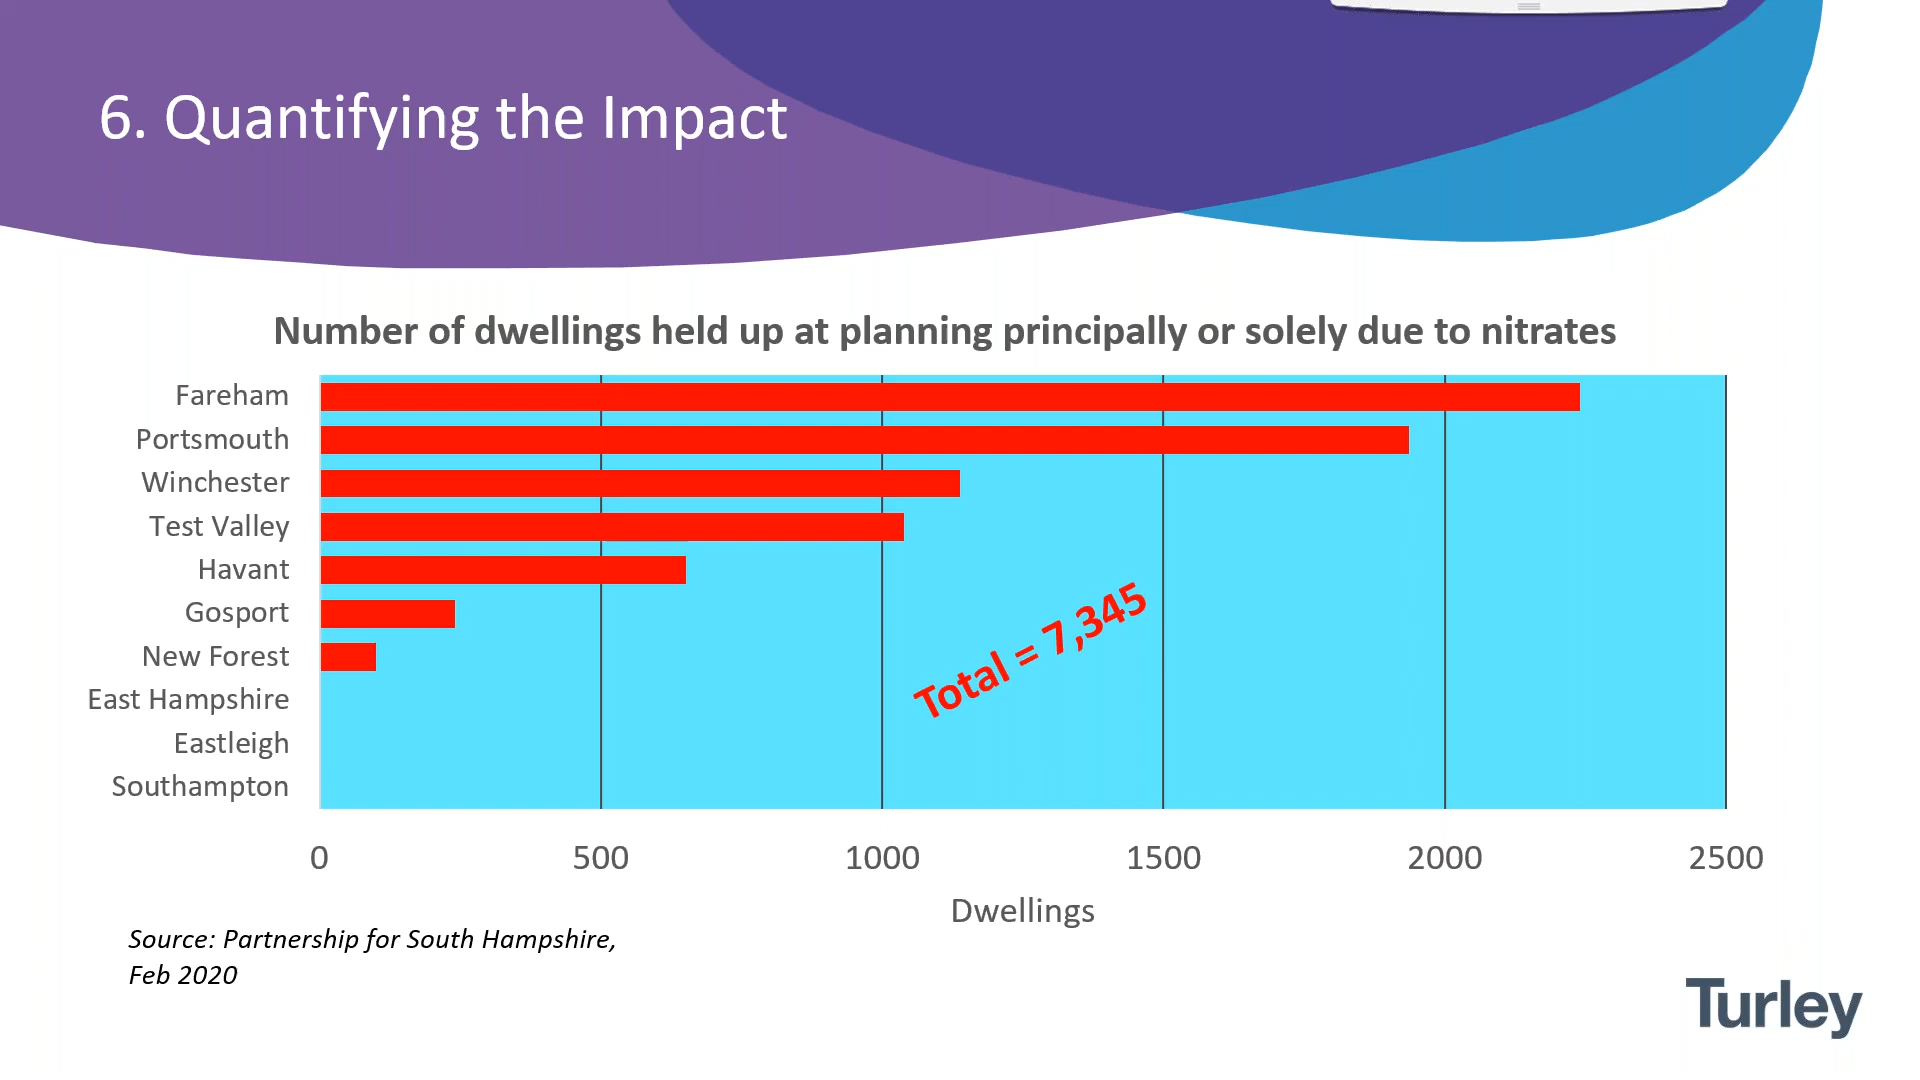 6. Quantifying the Impact
Number of dwellings held up at planning principally or solely due to nitrates
Fareham
Portsmouth
Winchester
Test Valley
Havant
Gosport
New Forest
East Hampshire
Eastleigh
Southampton
Total = 7,345
0 500 1000 1500 2000 2500
Dwellings
Source: Partnership for South Hampshire,
Feb 2020
Turley